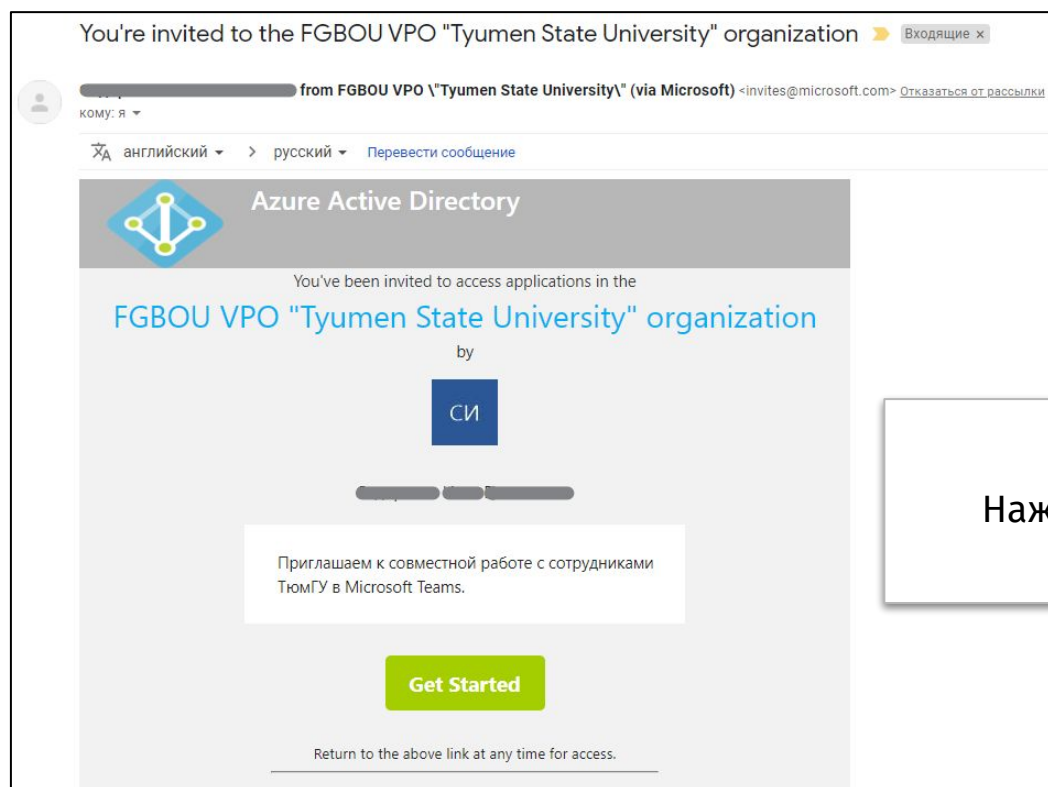 You're invited to the FGBOU VPO "Tyumen State University" organization Входящие ×
from FGBOU VPO \"Tyumen State University\" (via Microsoft) <invites@microsoft.com> Отказаться от рассылки
кому: я
английский > русский Перевести сообщение
Azure Active Directory
You've been invited to access applications in the
FGBOU VPO "Tyumen State University" organization
by
СИ
Приглашаем к совместной работе с сотрудниками
ТюмГУ в Microsoft Teams.
Наж
Get Started
Return to the above link at any time for access.